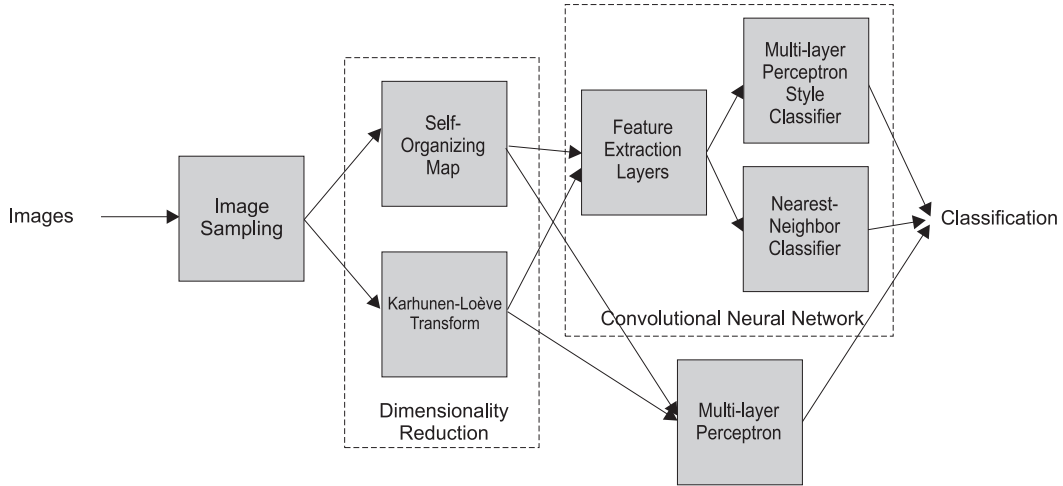 Images
Image
Sampling
Self-
Organizing
Map
Karhunen-Loève
Transform
Dimensionality
Reduction
Feature
Extraction
Layers
Multi-layer
Perceptron
Style
Classifier
Nearest-
Neighbor
Classifier
Convolutional Neural Network
Multi-layer
Perceptron
Classification